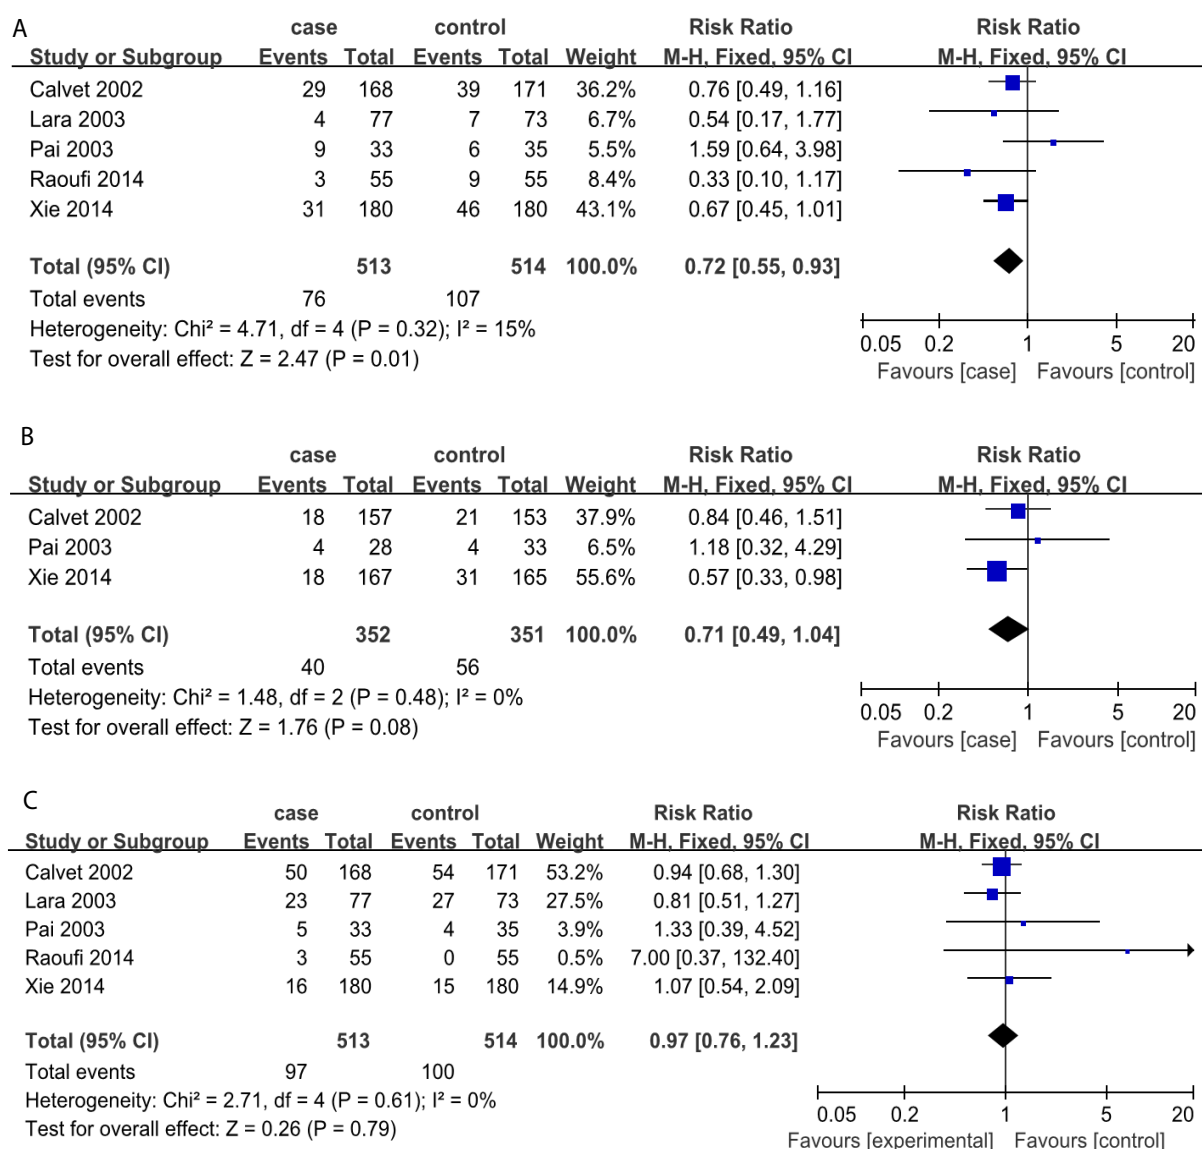 A
case control Risk Ratio Risk Ratio
Study or Subgroup Events Total Events Total Weight M-H, Fixed, 95% CI M-H, Fixed, 95% CI
Calvet 2002 29 168 39 171 36.2% 0.76 [0.49, 1.16]
Lara 2003 4 77 7 73 6.7% 0.54 [0.17, 1.77]
Pai 2003 9 33 6 35 5.5% 1.59 [0.64, 3.98]
Raoufi 2014 3 55 9 55 8.4% 0.33 [0.10, 1.17]
Xie 2014 31 180 46 180 43.1% 0.67 [0.45, 1.01]
Total (95% CI) 513 514 100.0% 0.72 [0.55, 0.93]
Total events 76 107
Heterogeneity: Chi² = 4.71, df = 4 (P = 0.32); I² = 15%
Test for overall effect: Z = 2.47 (P = 0.01)
0.05 0.2 1 5 20
Favours [case] Favours [control]
B
case control Risk Ratio Risk Ratio
Study or Subgroup Events Total Events Total Weight M-H, Fixed, 95% CI M-H, Fixed, 95% CI
Calvet 2002 18 157 21 153 37.9% 0.84 [0.46, 1.51]
Pai 2003 4 28 4 33 6.5% 1.18 [0.32, 4.29]
Xie 2014 18 167 31 165 55.6% 0.57 [0.33, 0.98]
Total (95% CI) 352 351 100.0% 0.71 [0.49, 1.04]
Total events 40 56
Heterogeneity: Chi² = 1.48, df = 2 (P = 0.48); I² = 0%
Test for overall effect: Z = 1.76 (P = 0.08)
0.05 0.2 1 5 20
Favours [case] Favours [control]
C
case control Risk Ratio Risk Ratio
Study or Subgroup Events Total Events Total Weight M-H, Fixed, 95% CI M-H, Fixed, 95% CI
Calvet 2002 50 168 54 171 53.2% 0.94 [0.68, 1.30]
Lara 2003 23 77 27 73 27.5% 0.81 [0.51, 1.27]
Pai 2003 5 33 4 35 3.9% 1.33 [0.39, 4.52]
Raoufi 2014 3 55 0 55 0.5% 7.00 [0.37, 132.40]
Xie 2014 16 180 15 180 14.9% 1.07 [0.54, 2.09]
Total (95% CI) 513 514 100.0% 0.97 [0.76, 1.23]
Total events 97 100
Heterogeneity: Chi² = 2.71, df = 4 (P = 0.61); I² = 0%
Test for overall effect: Z = 0.26 (P = 0.79)
0.05 0.2 1 5 20
Favours [experimental] Favours [control]